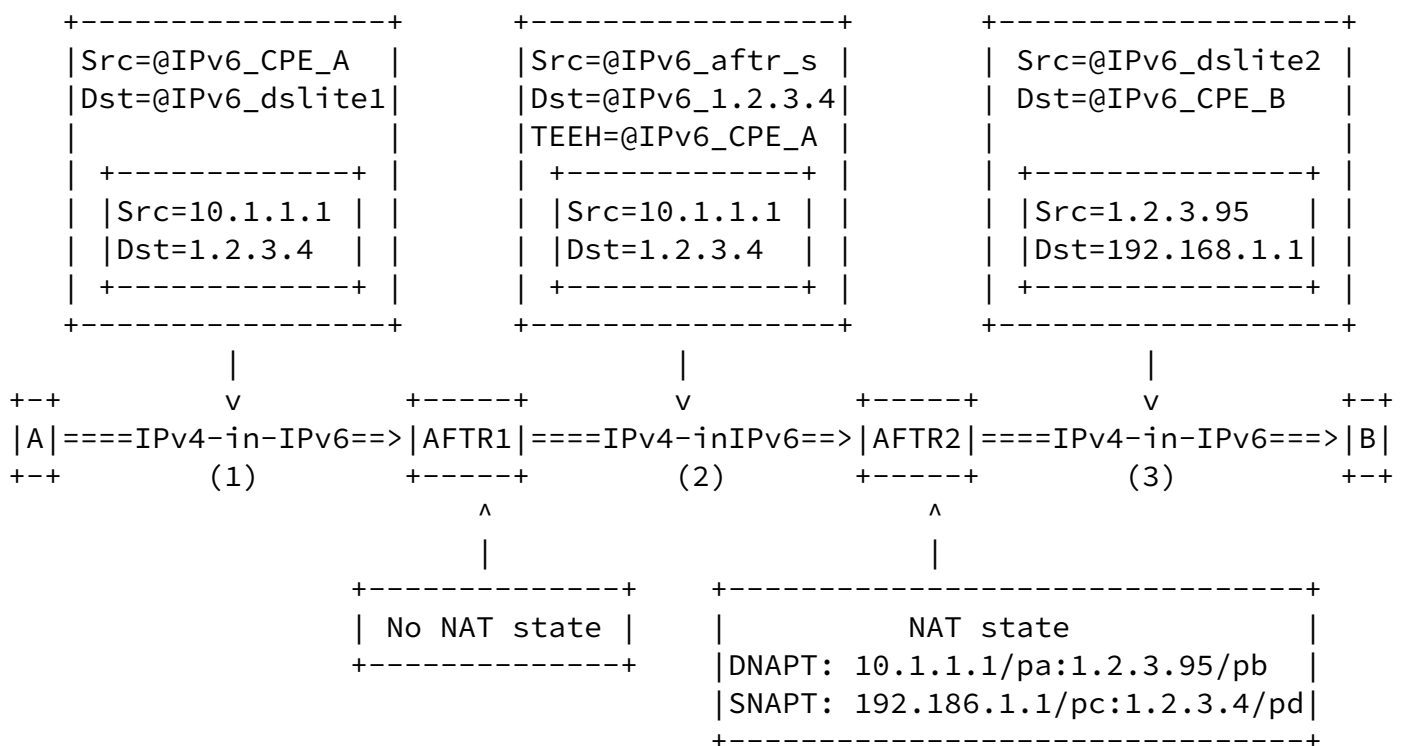 +-----------------+      +-----------------+       +-------------------+
|Src=@IPv6_CPE_A  |      |Src=@IPv6_aftr_s |       | Src=@IPv6_dslite2 |
|Dst=@IPv6_dslite1|      |Dst=@IPv6_1.2.3.4|       | Dst=@IPv6_CPE_B   |
|                 |      |TEEH=@IPv6_CPE_A |       |                   |
| +-------------+ |      | +-------------+ |       | +---------------+ |
| |Src=10.1.1.1 | |      | |Src=10.1.1.1 | |       | |Src=1.2.3.95   | |
| |Dst=1.2.3.4  | |      | |Dst=1.2.3.4  | |       | |Dst=192.168.1.1| |
| +-------------+ |      | +-------------+ |       | +---------------+ |
+-----------------+      +-----------------+       +-------------------+
|                        |                         |
+-+         v         +-----+        v         +-----+         v          +-+
|A|====IPv4-in-IPv6==>|AFTR1|====IPv4-inIPv6==>|AFTR2|====IPv4-in-IPv6===>|B|
+-+        (1)        +-----+       (2)        +-----+        (3)         +-+
^                        ^
|                        |
+--------------+    +--------------------------------+
| No NAT state |    |          NAT state             |
+--------------+    |DNAPT: 10.1.1.1/pa:1.2.3.95/pb  |
|SNAPT: 192.186.1.1/pc:1.2.3.4/pd|
+--------------------------------+